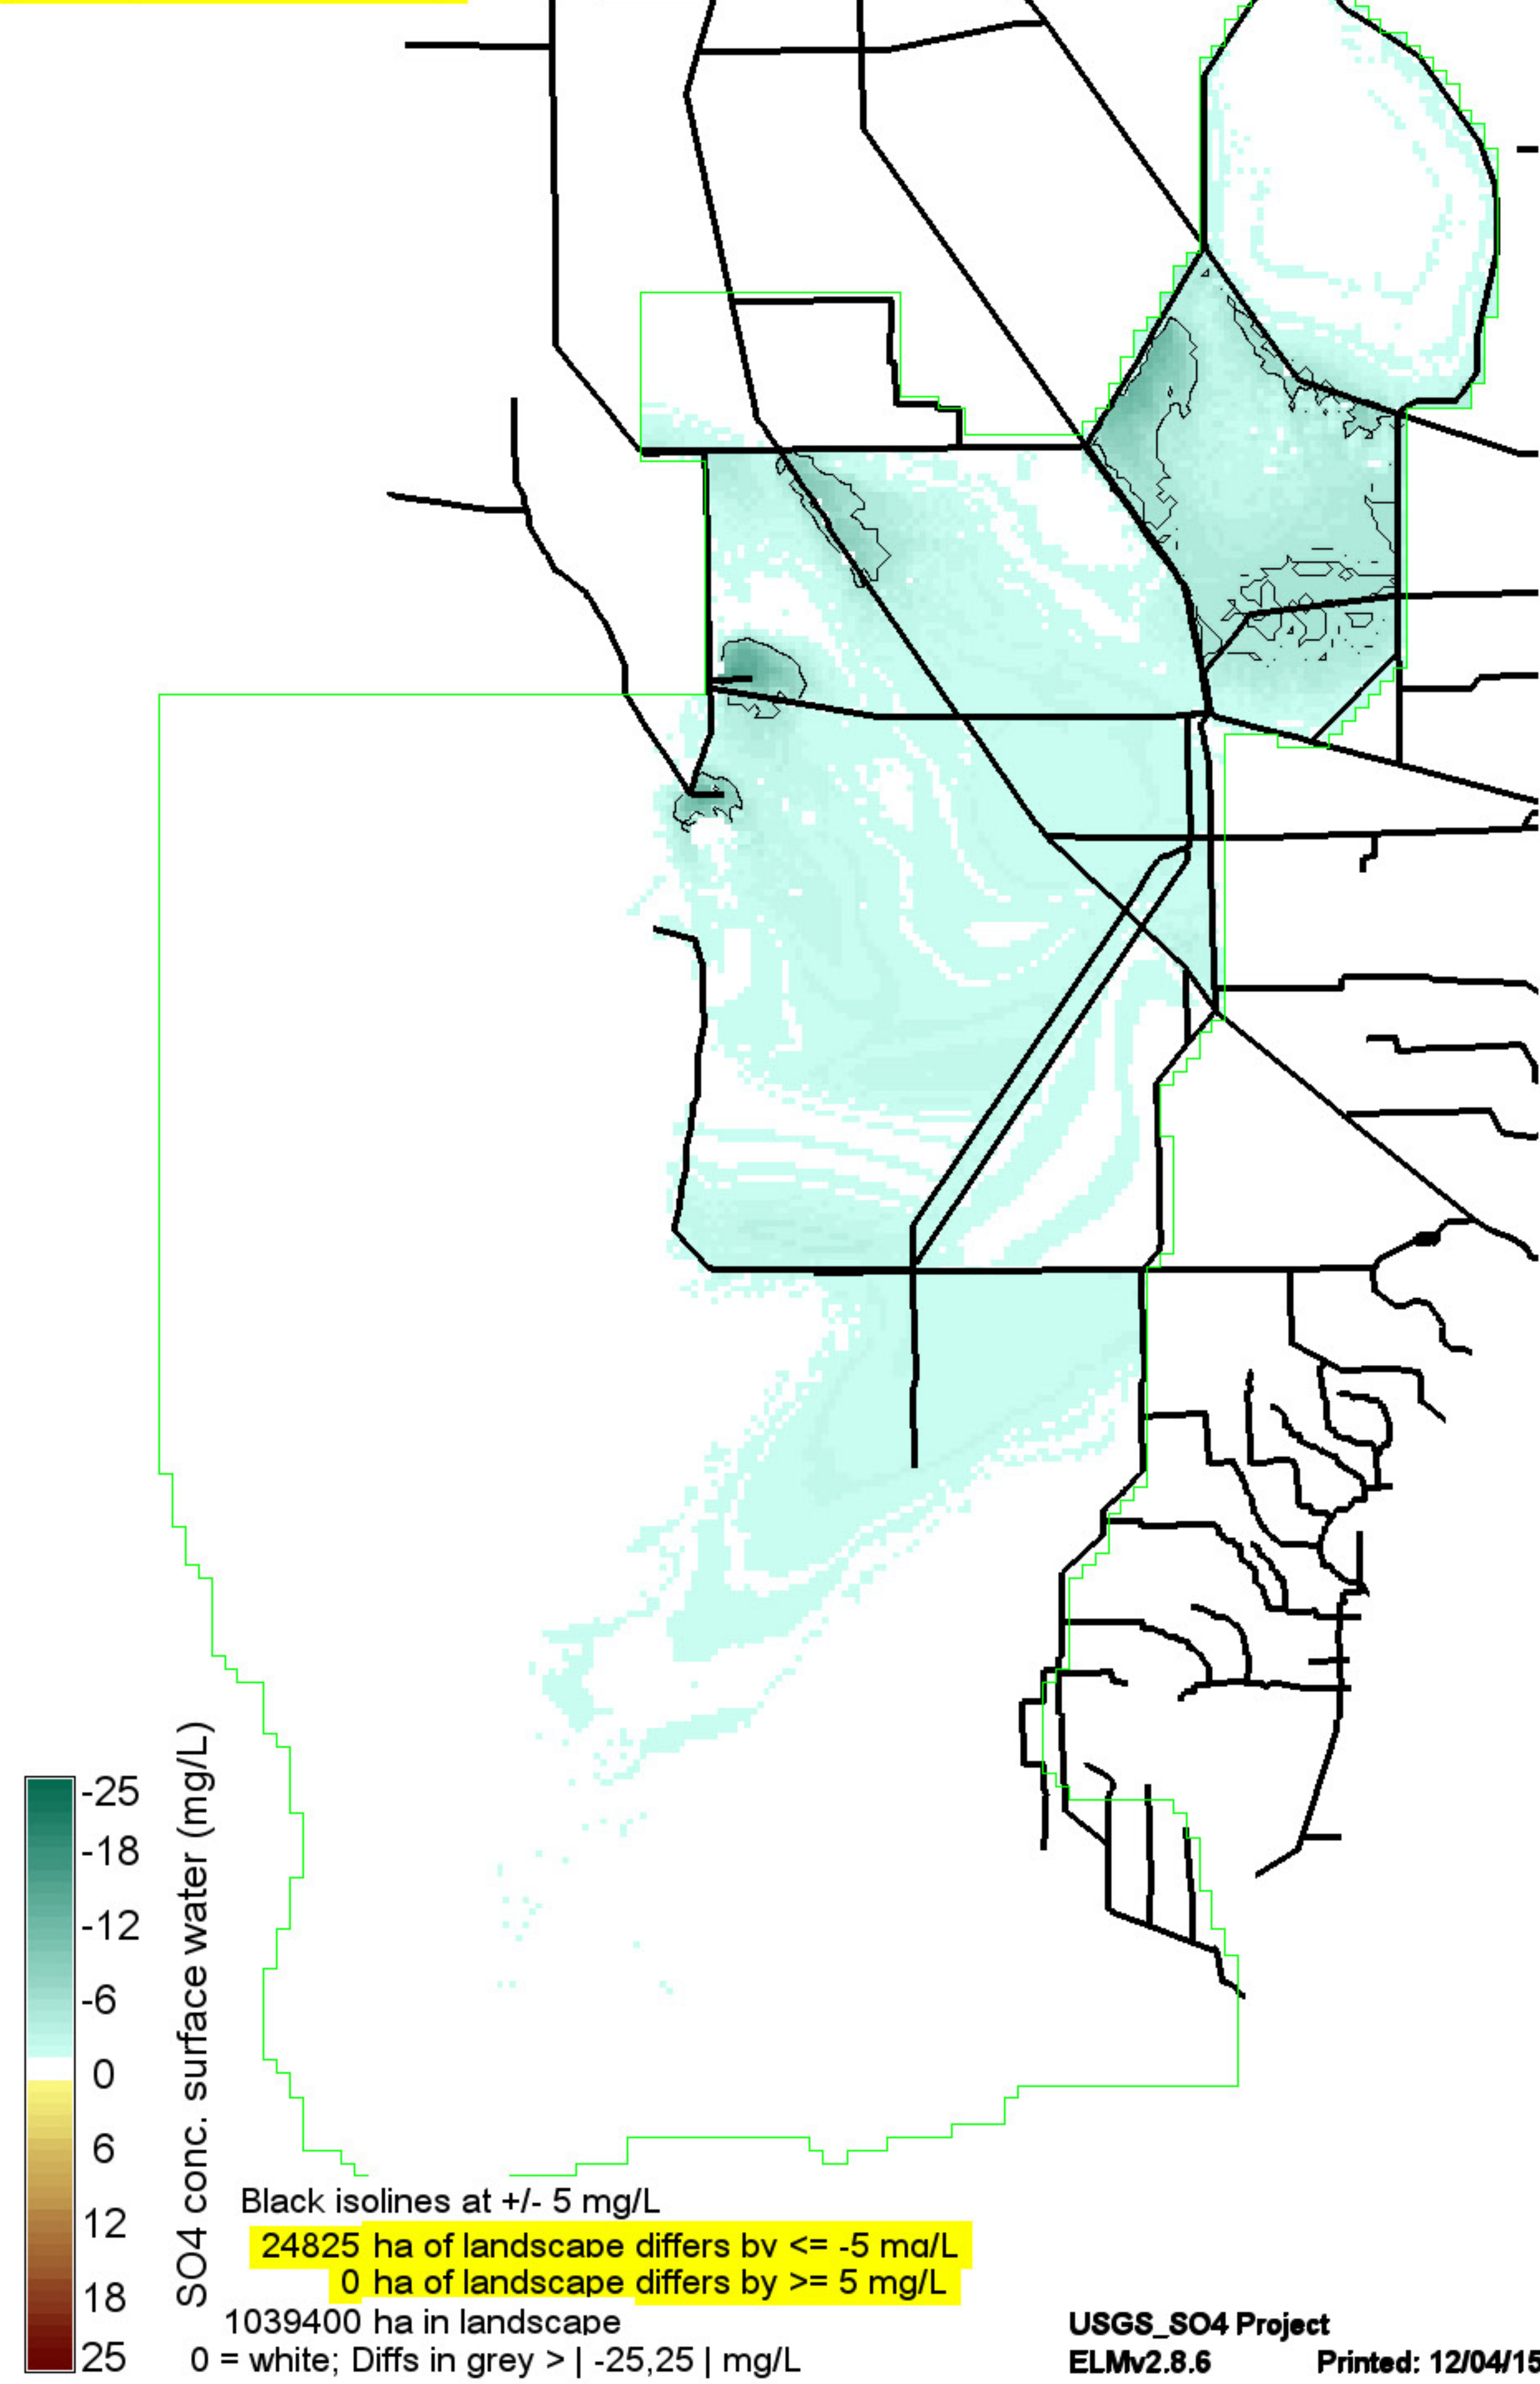 -25
-18
-12
-6
0
6
12
18
25
SO4 conc. surface water (mg/L)
Black isolines at +/- 5 mg/L
24825 ha of landscape differs by <= -5 mg/L
0 ha of landscape differs by >= 5 mg/L
1039400 ha in landscape
0 = white; Diffs in grey > | -25,25 | mg/L
USGS_SO4 Project
ELMv2.8.6 Printed: 12/04/15